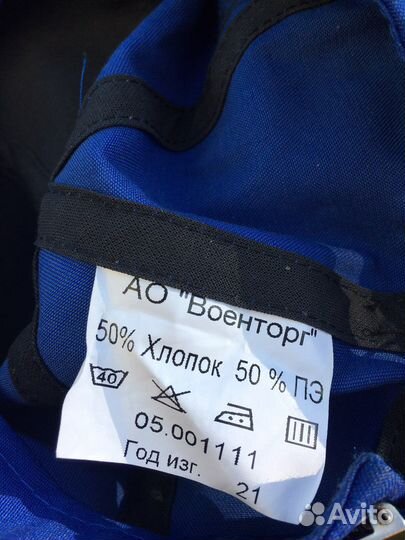 АО "Военторг"
50% Хлопок 50 % ПЭ
40
05.001111
Год изг. 21
Avito